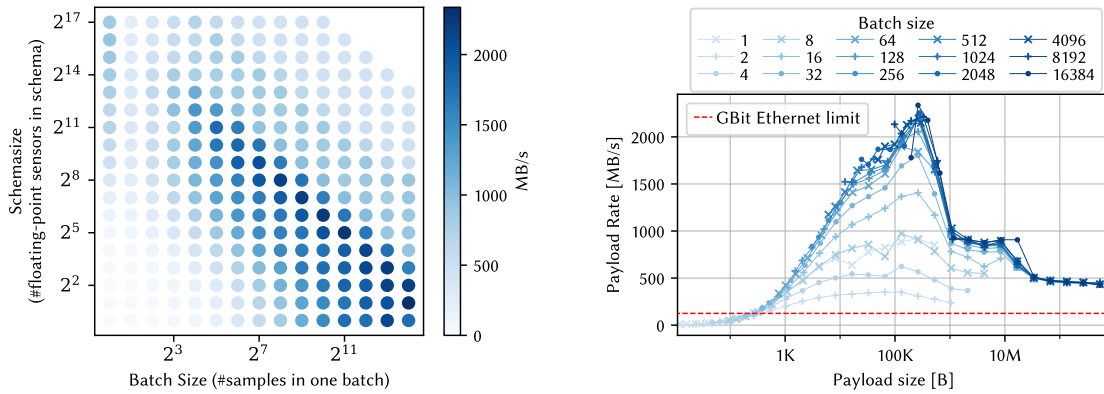 2^17
2^14
2^11
2^8
2^5
2^2
Schemasize
(#floating-point sensors in schema)
2^3
2^7
2^11
Batch Size (#samples in one batch)
2000
1500
1000
500
0
MB/s
Batch size
1 8 64 512 4096
2 16 128 1024 8192
4 32 256 2048 16384
GBit Ethernet limit
2000
1500
1000
500
0
Payload Rate [MB/s]
1K 100K 10M
Payload size [B]